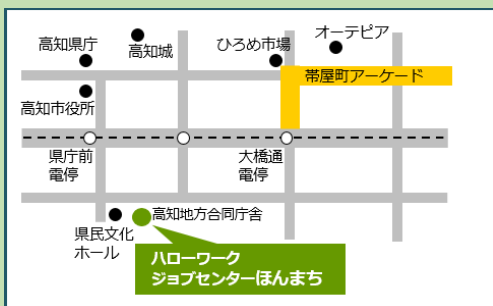 高知県庁
高知城
ひろめ市場
オーテピア
帯屋町アーケード
高知市役所
県庁前
電停
大橋通
電停
高知地方合同庁舎
県民文化
ホール
ハローワーク
ジョブセンターほんまち